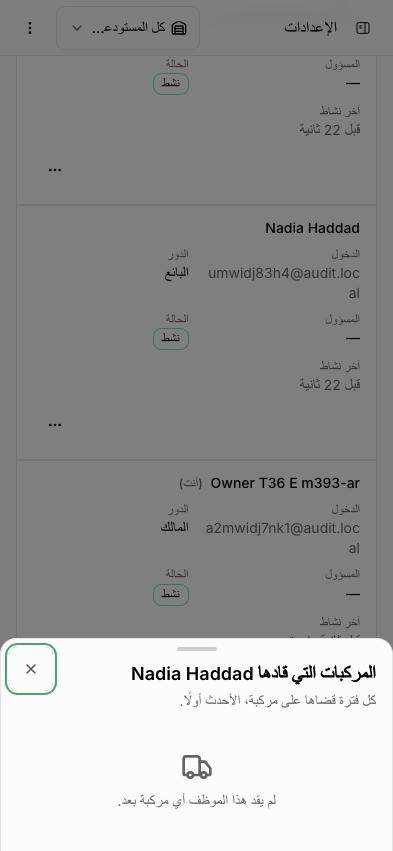 الإعدادات
كل المستودع...
المسؤول
الحالة
—
نشط
آخر نشاط
قبل 22 ثانية
...
Nadia Haddad
الدخول
الدور
umwidj83h4@audit.loc
al
البائع
المسؤول
الحالة
—
نشط
آخر نشاط
قبل 22 ثانية
...
Owner T36 E m393-ar (أنت)
الدخول
الدور
a2mwidj7nk1@audit.loc
al
المالك
المسؤول
الحالة
—
نشط
آخر نشاط
المركبات التي قادها Nadia Haddad
كل فترة قضاها على مركبة، الأحدث أولًا.
لم يقد هذا الموظف أي مركبة بعد.